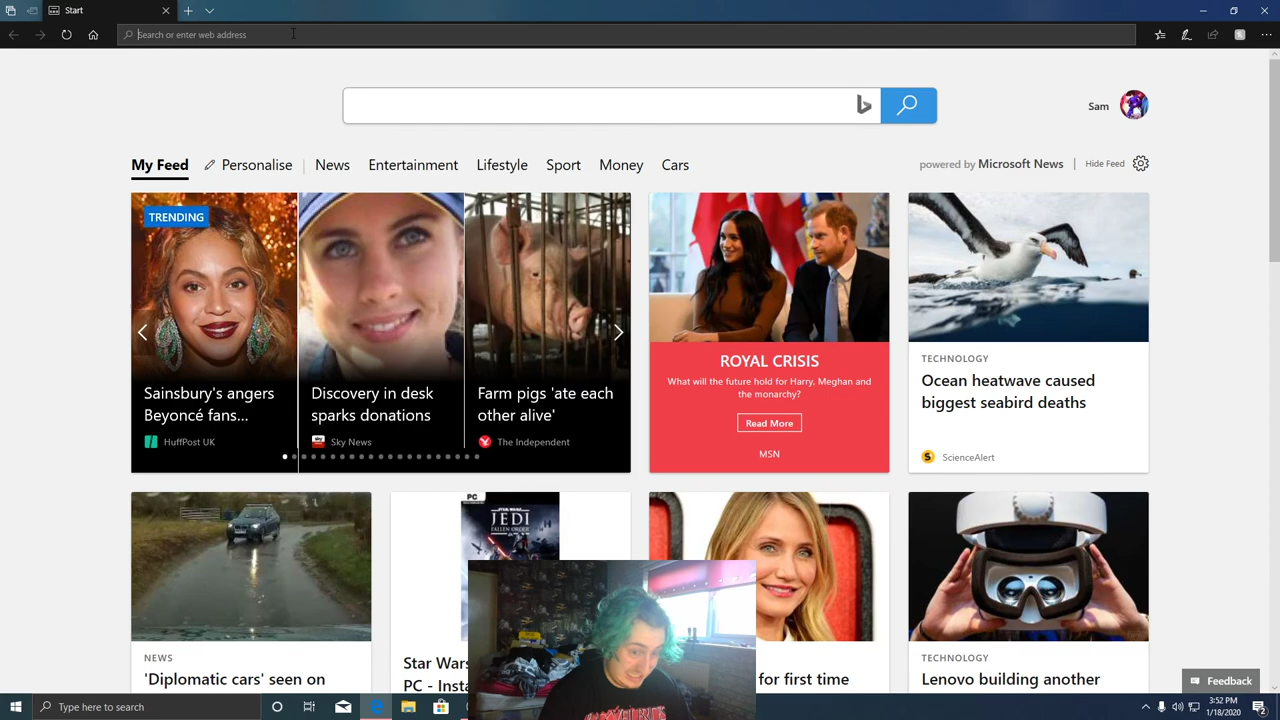 Start
Search or enter web address
Sam
My Feed Personalise News Entertainment Lifestyle Sport Money Cars
powered by Microsoft News | Hide Feed
TRENDING
Sainsbury's angers
Beyoncé fans...
HuffPost UK
Discovery in desk
sparks donations
Sky News
Farm pigs 'ate each
other alive'
The Independent
ROYAL CRISIS
What will the future hold for Harry, Meghan and
the monarchy?
Read More
MSN
TECHNOLOGY
Ocean heatwave caused
biggest seabird deaths
ScienceAlert
NEWS
'Diplomatic cars' seen on
PC
STAR WARS
JEDI
FALLEN ORDER
Star Wars
PC - Insta
for first time
TECHNOLOGY
Lenovo building another
Feedback
Type here to search
3:52 PM
1/18/2020
2